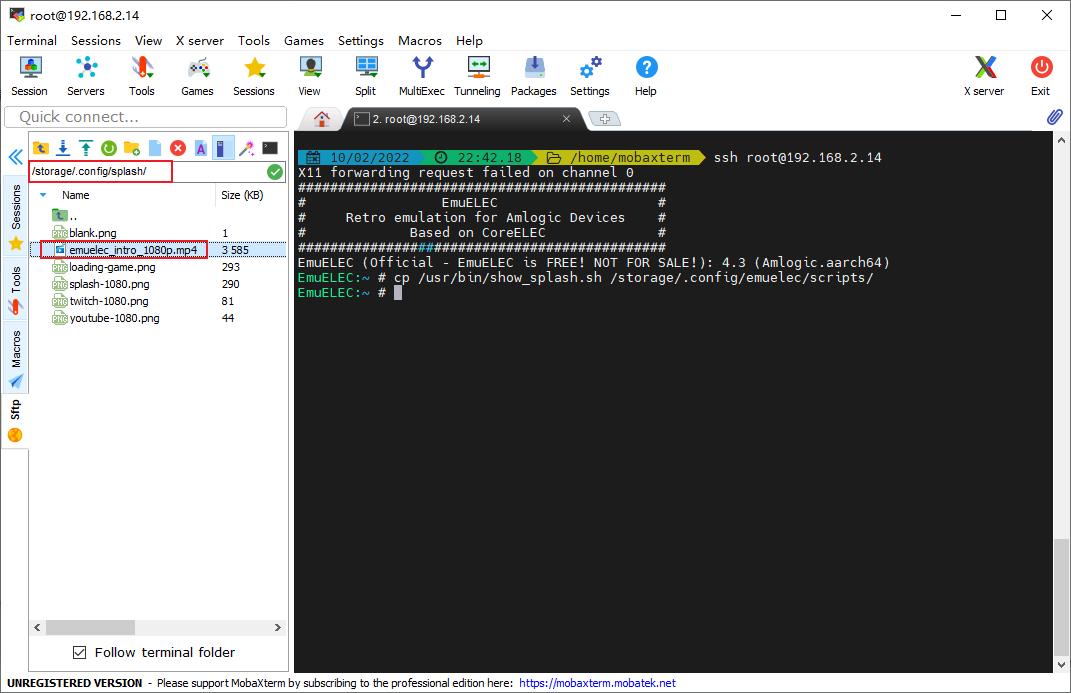 root@192.168.2.14
Terminal Sessions View X server Tools Games Settings Macros Help
Session Servers Tools Games Sessions View Split MultiExec Tunneling Packages Settings Help X server Exit
Quick connect...
2. root@192.168.2.14
/storage/.config/splash/
Name Size (KB)
..
blank.png 1
emuelec_intro_1080p.mp4 3 585
loading-game.png 293
splash-1080.png 290
twitch-1080.png 81
youtube-1080.png 44
Sessions
Tools
Macros
Sftp
Follow terminal folder
10/02/2022 22:42.18 /home/mobaxterm ssh root@192.168.2.14
X11 forwarding request failed on channel 0
##############################################
# EmuELEC #
# Retro emulation for Amlogic Devices #
# Based on CoreELEC #
##############################################
EmuELEC (Official - EmuELEC is FREE! NOT FOR SALE!): 4.3 (Amlogic.aarch64)
EmuELEC:~ # cp /usr/bin/show_splash.sh /storage/.config/emuelec/scripts/
EmuELEC:~ #
UNREGISTERED VERSION - Please support MobaXterm by subscribing to the professional edition here: https://mobaxterm.mobatek.net